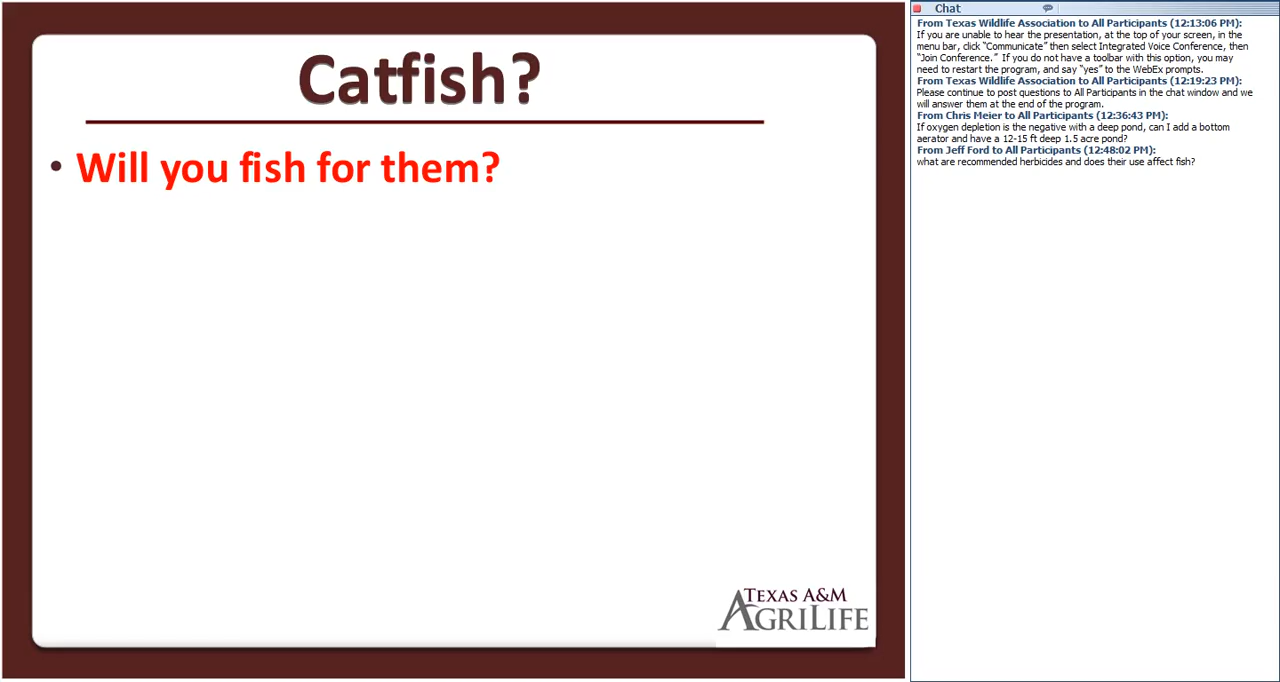 Catfish?
• Will you fish for them?
TEXAS A&M
AGRILIFE
Chat
From Texas Wildlife Association to All Participants (12:13:06 PM):
If you are unable to hear the presentation, at the top of your screen, in the
menu bar, click “Communicate” then select Integrated Voice Conference, then
“Join Conference.”  If you do not have a toolbar with this option, you may
need to restart the program, and say “yes” to the WebEx prompts.
From Texas Wildlife Association to All Participants (12:19:23 PM):
Please continue to post questions to All Participants in the chat window and we
will answer them at the end of the program.
From Chris Meier to All Participants (12:36:43 PM):
If oxygen depletion is the negative with a deep pond, can I add a bottom
aerator and have a 12-15 ft deep 1.5 acre pond?
From Jeff Ford to All Participants (12:48:02 PM):
what are recommended herbicides and does their use affect fish?